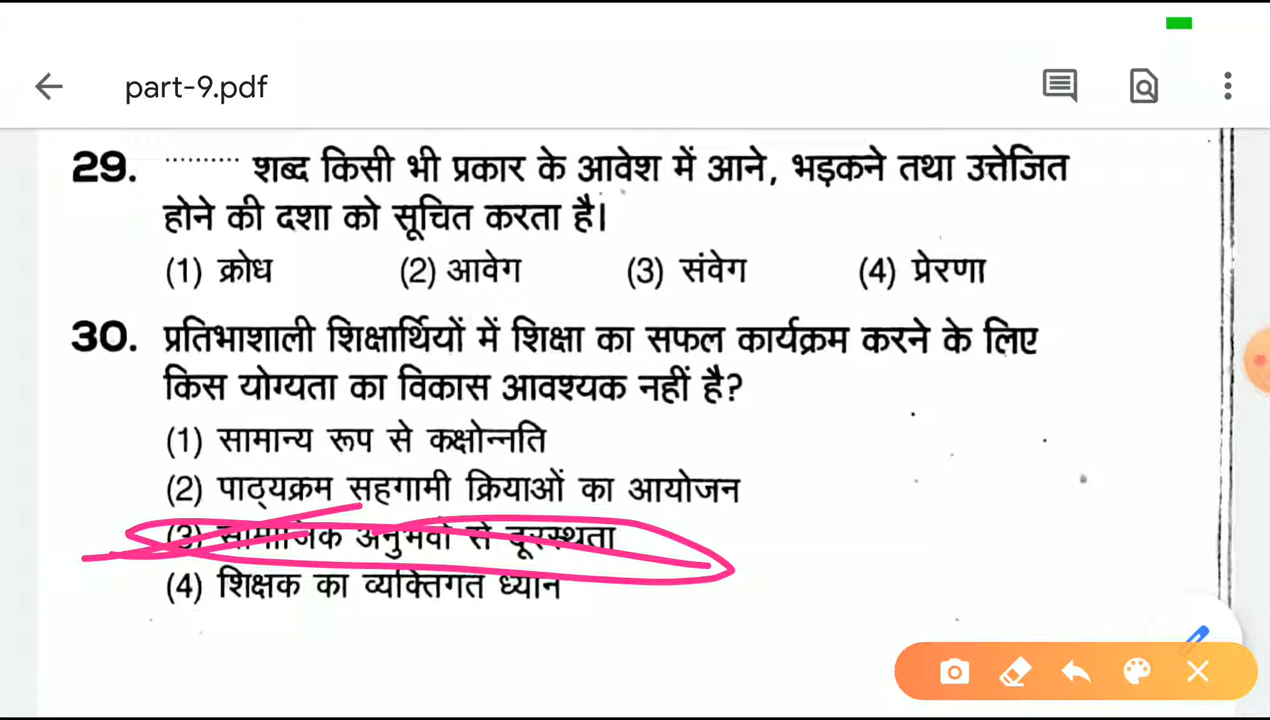 part-9.pdf
29. .......... शब्द किसी भी प्रकार के आवेश में आने, भड़कने तथा उत्तेजित
होने की दशा को सूचित करता है।
(1) क्रोध (2) आवेग (3) संवेग (4) प्रेरणा
30. प्रतिभाशाली शिक्षार्थियों में शिक्षा का सफल कार्यक्रम करने के लिए
किस योग्यता का विकास आवश्यक नहीं है?
(1) सामान्य रूप से कक्षोन्नति
(2) पाठ्यक्रम सहगामी क्रियाओं का आयोजन
(3) सामाजिक अनुभवों से दूरस्थता
(4) शिक्षक का व्यक्तिगत ध्यान